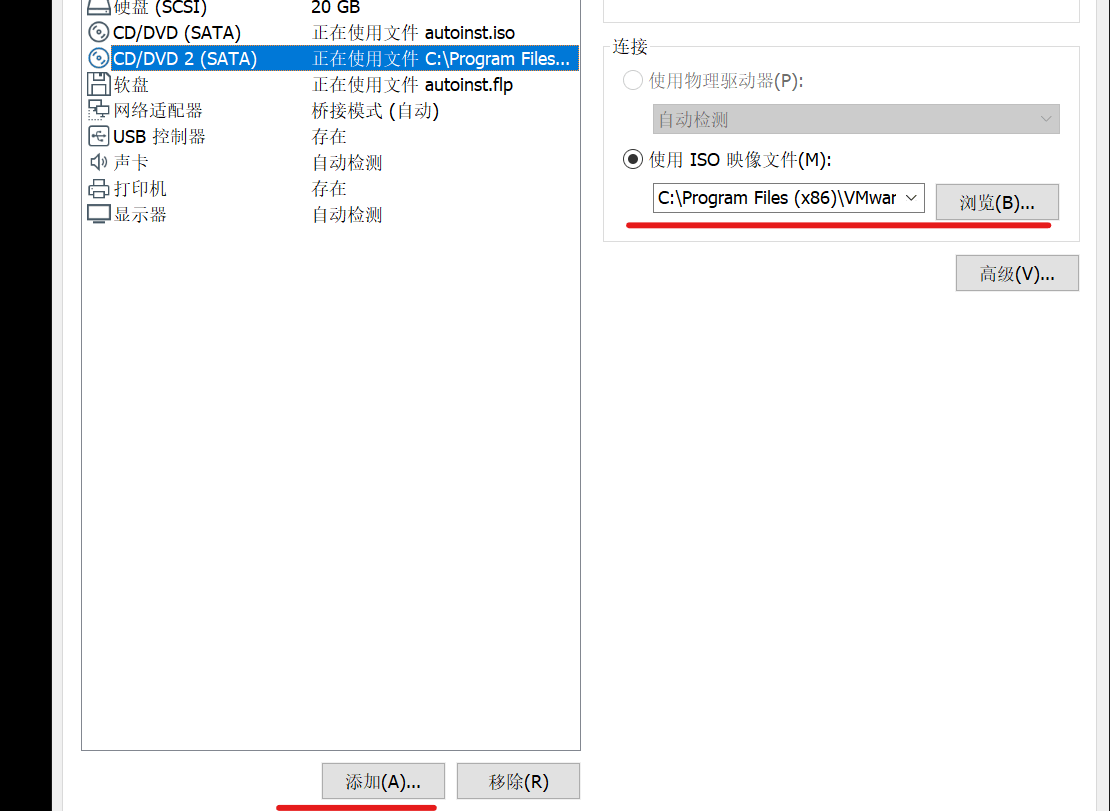 硬盘 (SCSI) 20 GB
CD/DVD (SATA) 正在使用文件 autoinst.iso
CD/DVD 2 (SATA) 正在使用文件 C:\Program Files...
软盘 正在使用文件 autoinst.flp
网络适配器 桥接模式 (自动)
USB 控制器 存在
声卡 自动检测
打印机 存在
显示器 自动检测
添加(A)... 移除(R)
连接
使用物理驱动器(P):
自动检测
使用 ISO 映像文件(M):
C:\Program Files (x86)\VMwar 浏览(B)...
高级(V)...